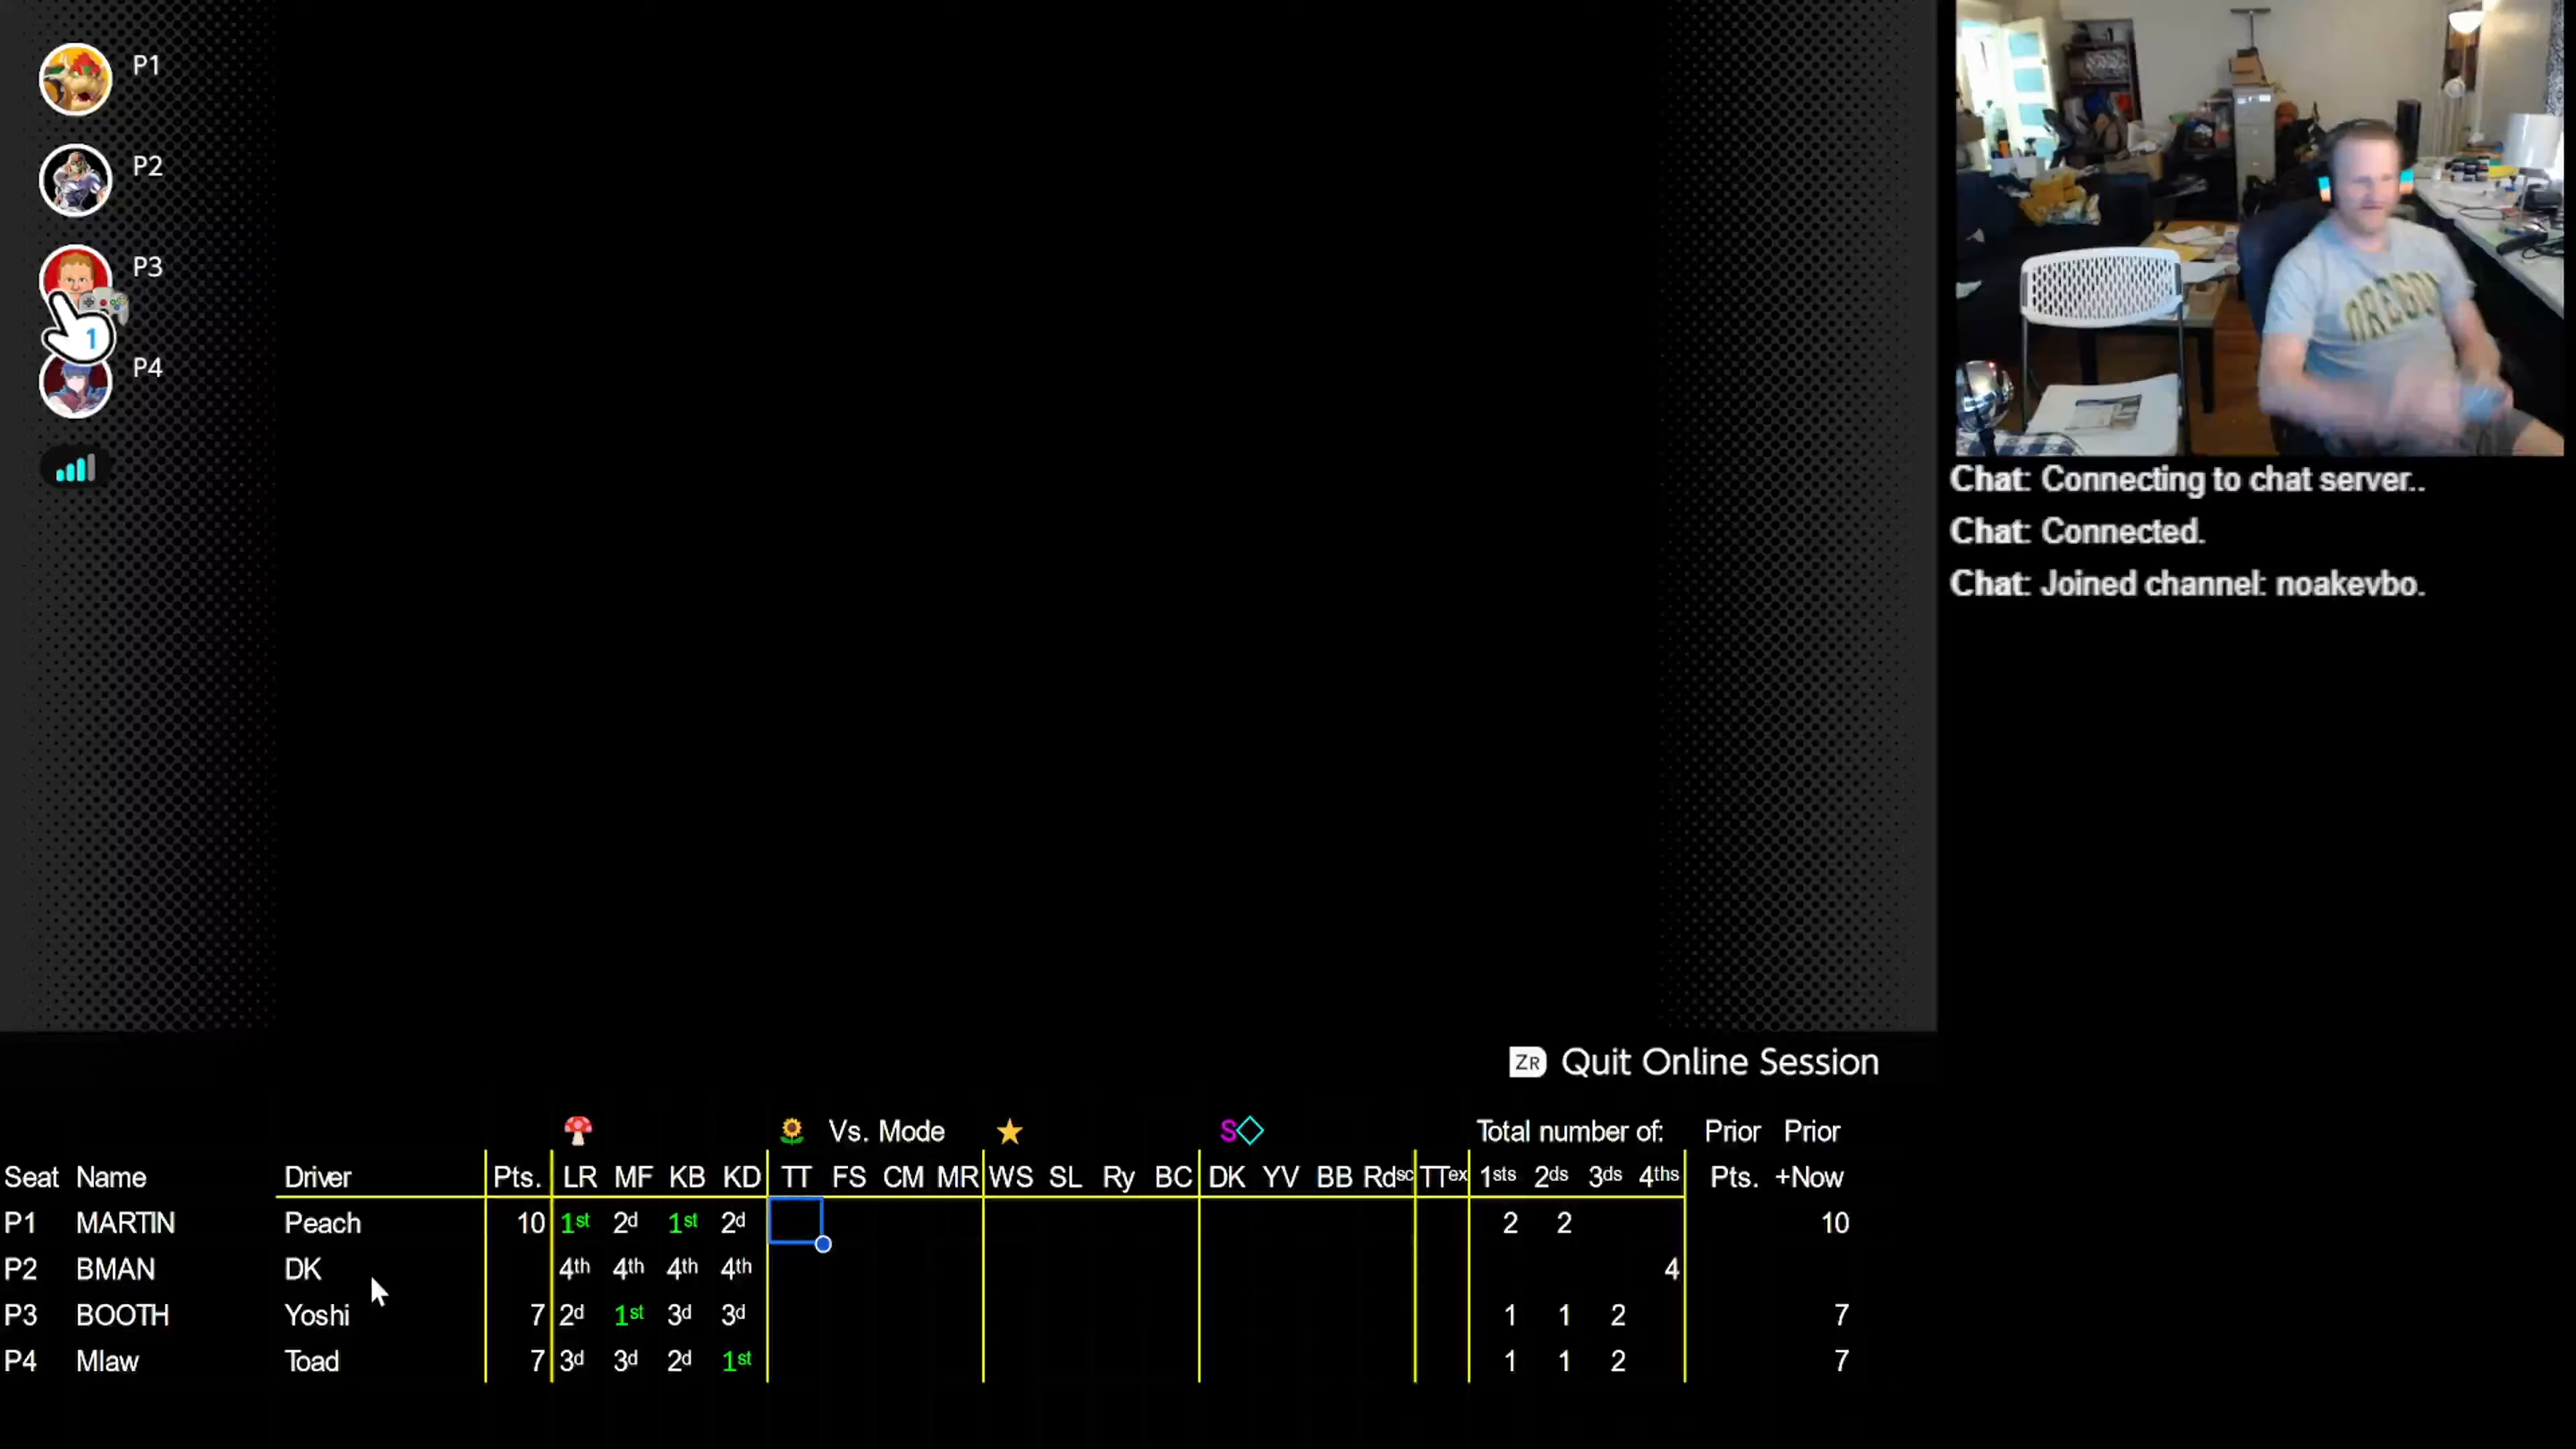 P1
P2
P3
1
P4
OREGON
Chat: Connecting to chat server..
Chat: Connected.
Chat: Joined channel: noakevbo.
ZR Quit Online Session
Vs. Mode S Total number of: Prior Prior
Seat Name Driver Pts. LR MF KB KD TT FS CM MR WS SL Ry BC DK YV BB Rdsc TTex 1sts 2ds 3ds 4ths Pts. +Now
P1 MARTIN Peach 10 1st 2d 1st 2d 2 2 10
P2 BMAN DK 4th 4th 4th 4th 4
P3 BOOTH Yoshi 7 2d 1st 3d 3d 1 1 2 7
P4 Mlaw Toad 7 3d 3d 2d 1st 1 1 2 7